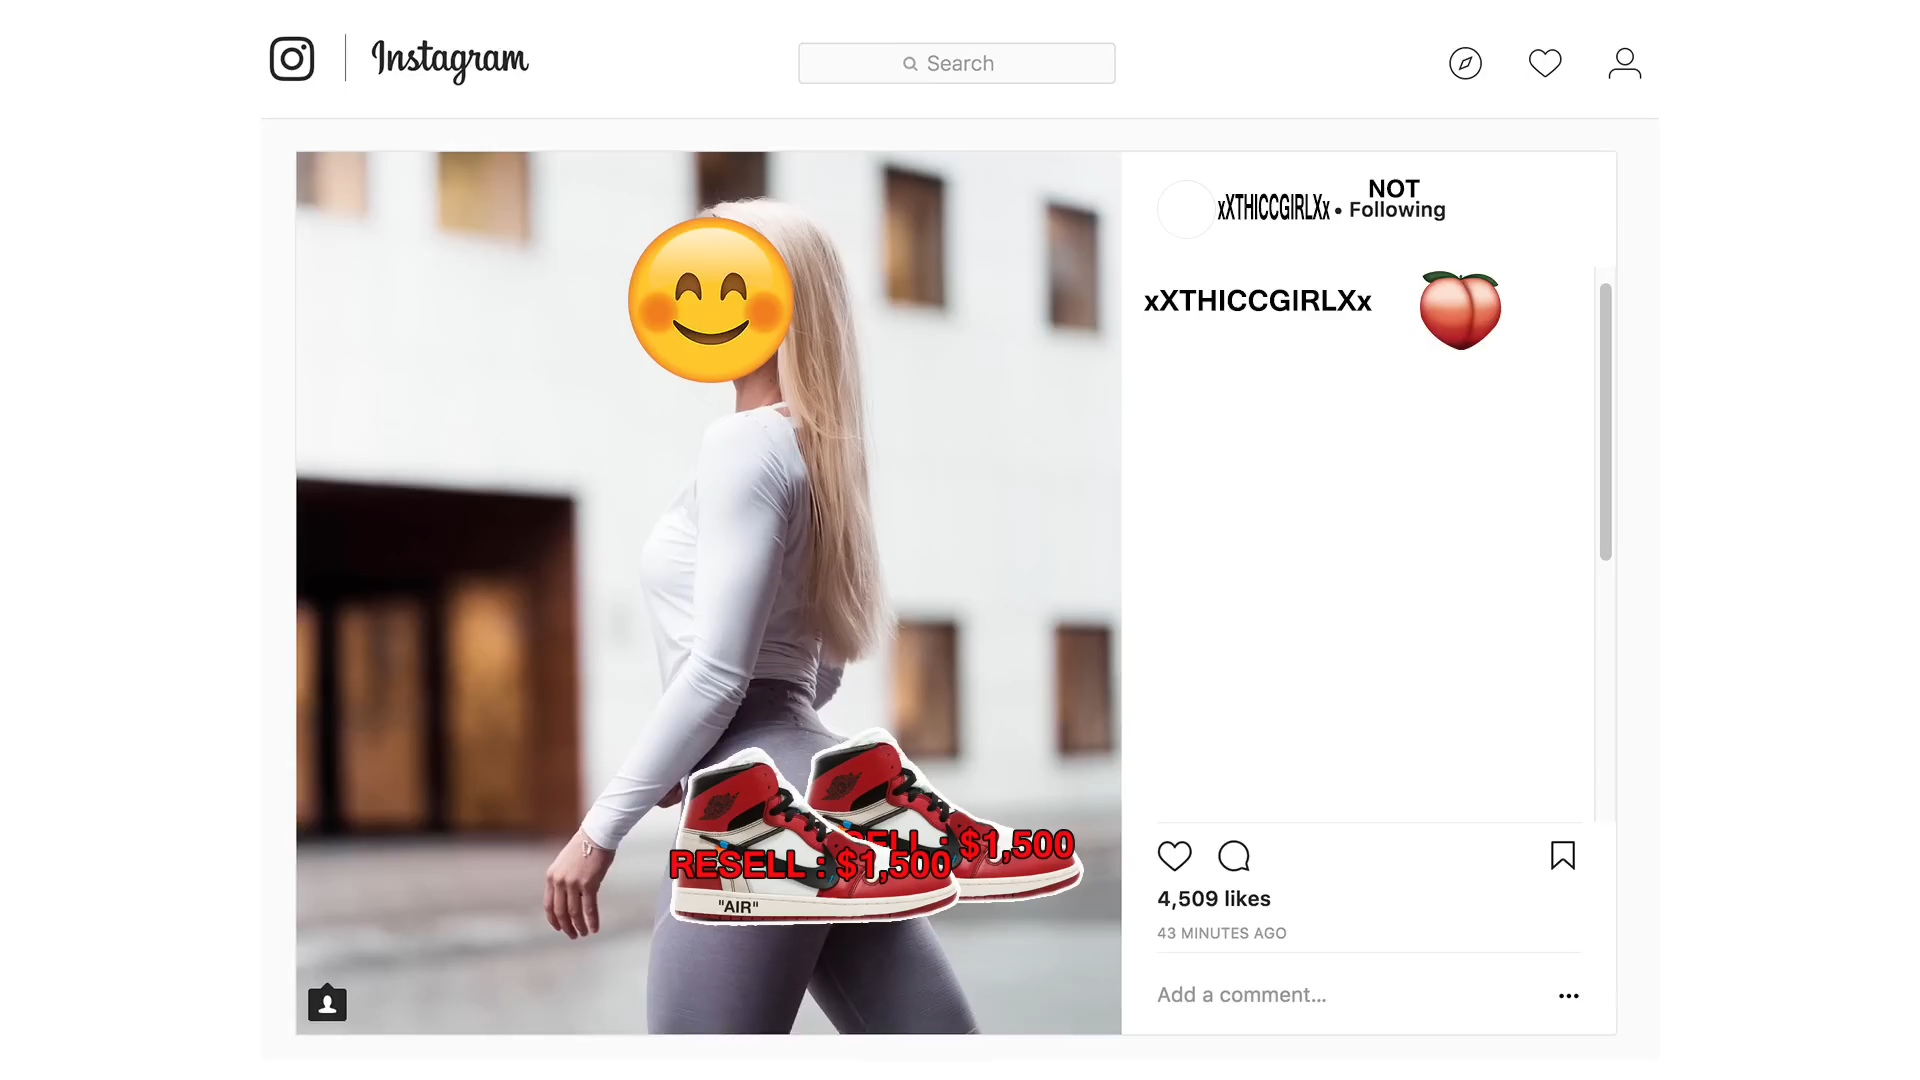 Instagram
Search
NOT
xXTHICCGIRLXx • Following
xXTHICCGIRLXx
SELL : $1,500
RESELL : $1,500
"AIR"
4,509 likes
43 MINUTES AGO
Add a comment...